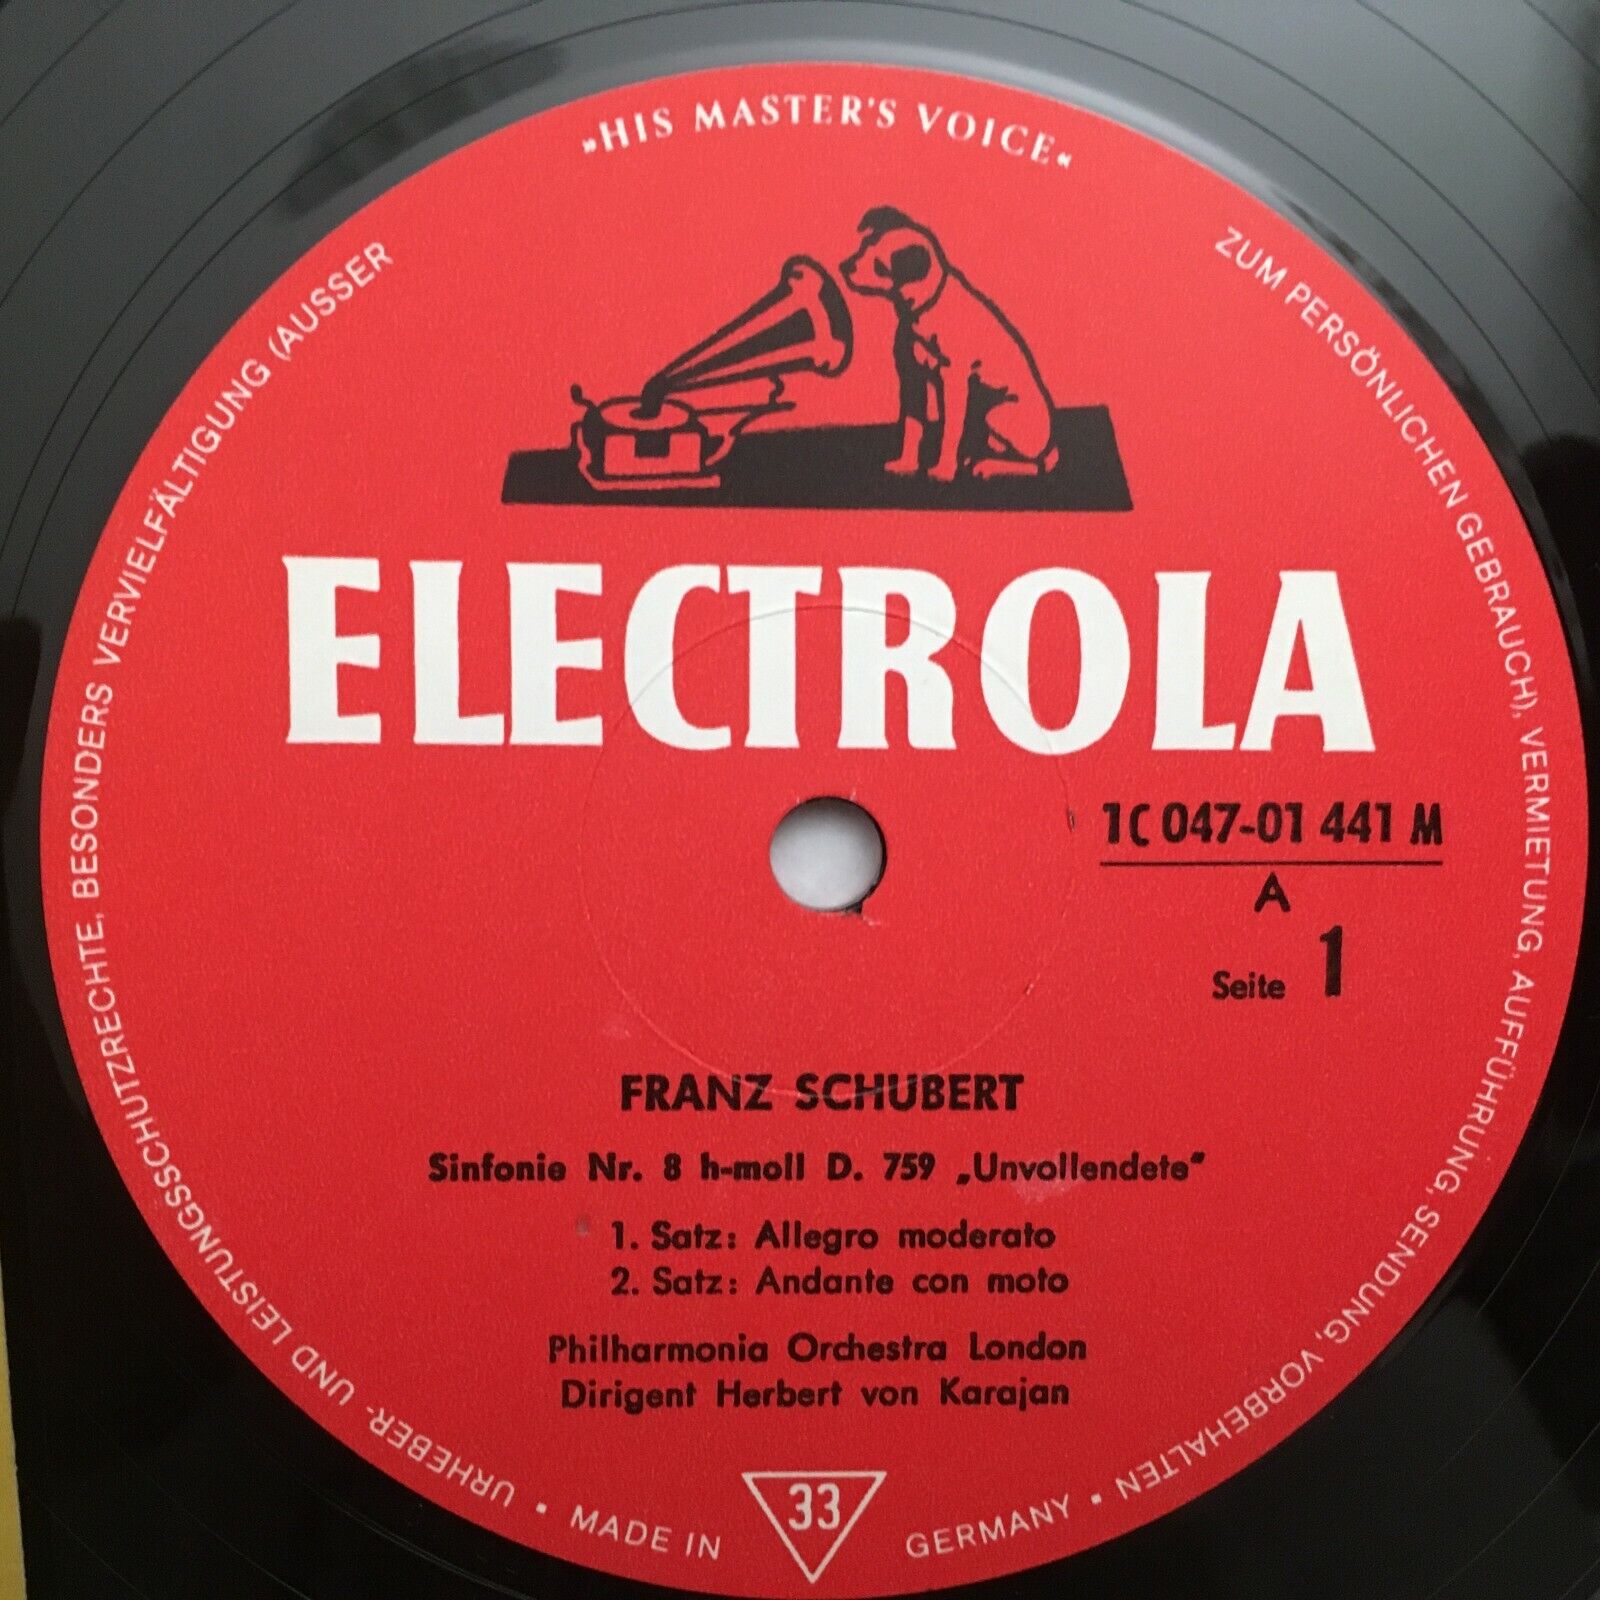 »HIS MASTER'S VOICE«
ELECTROLA
1C 047-01 441 M
A
Seite 1
FRANZ SCHUBERT
Sinfonie Nr. 8 h-moll D. 759 „Unvollendete"
1. Satz: Allegro moderato
2. Satz: Andante con moto
Philharmonia Orchestra London
Dirigent Herbert von Karajan
URHEBER- UND LEISTUNGSSCHUTZRECHTE, BESONDERS VERVIELFÄLTIGUNG (AUSSER ZUM PERSÖNLICHEN GEBRAUCH), VERMIETUNG, AUFFÜHRUNG, SENDUNG, VORBEHALTEN ▪
MADE IN 33 GERMANY ▪